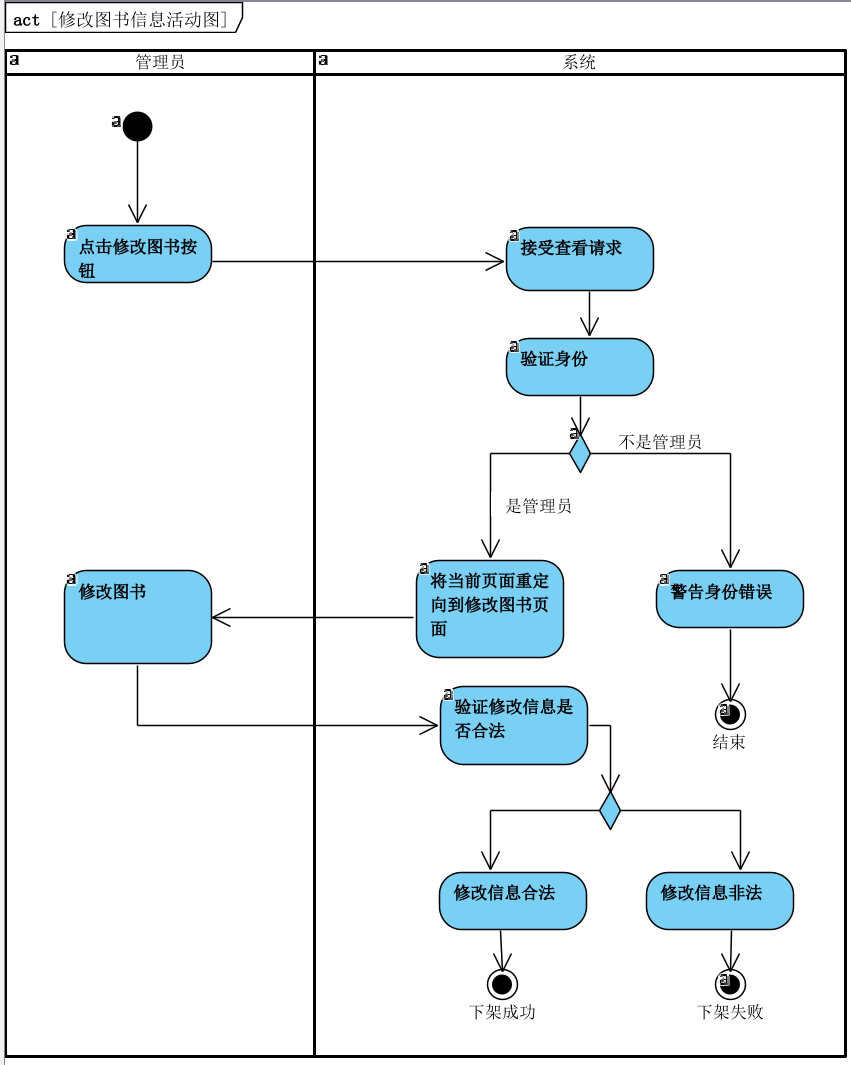 act [修改图书信息活动图]
a 管理员
a 系统
a
a
点击修改图书按
钮
a
接受查看请求
a
验证身份
a
不是管理员
是管理员
a
修改图书
a
将当前页面重定
向到修改图书页
面
a
警告身份错误
a
验证修改信息是
否合法
a
结束
修改信息合法
修改信息非法
a
下架成功
下架失败